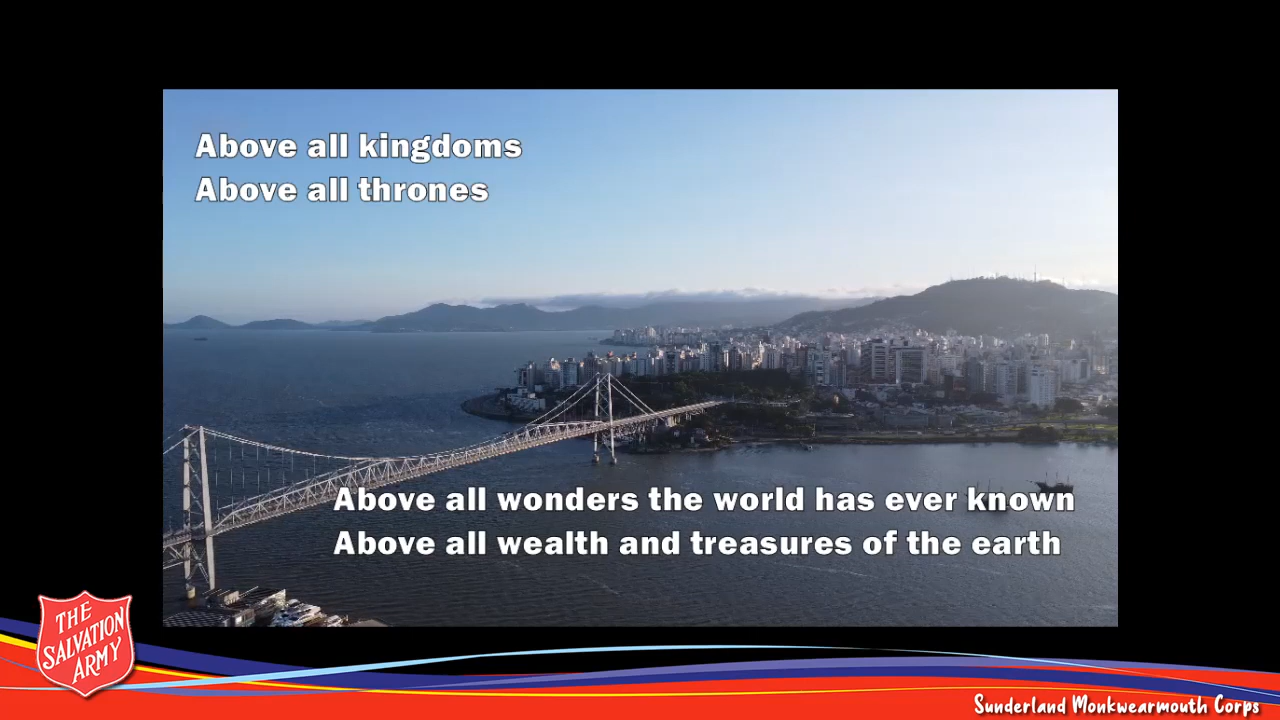 Above all kingdoms
Above all thrones
Above all wonders the world has ever known
Above all wealth and treasures of the earth
THE
SALVATION
ARMY
Sunderland Monkwearmouth Corps